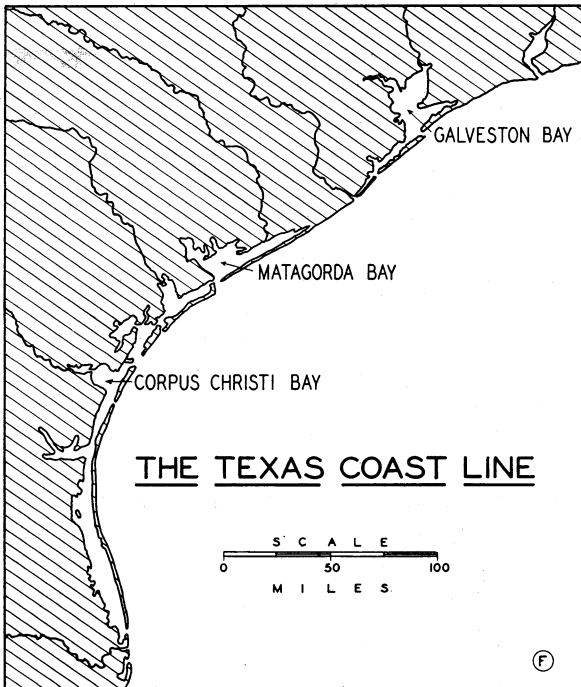 GALVESTON BAY
MATAGORDA BAY
CORPUS CHRISTI BAY
THE TEXAS COAST LINE
SCALE
0 50 100
MILES
F